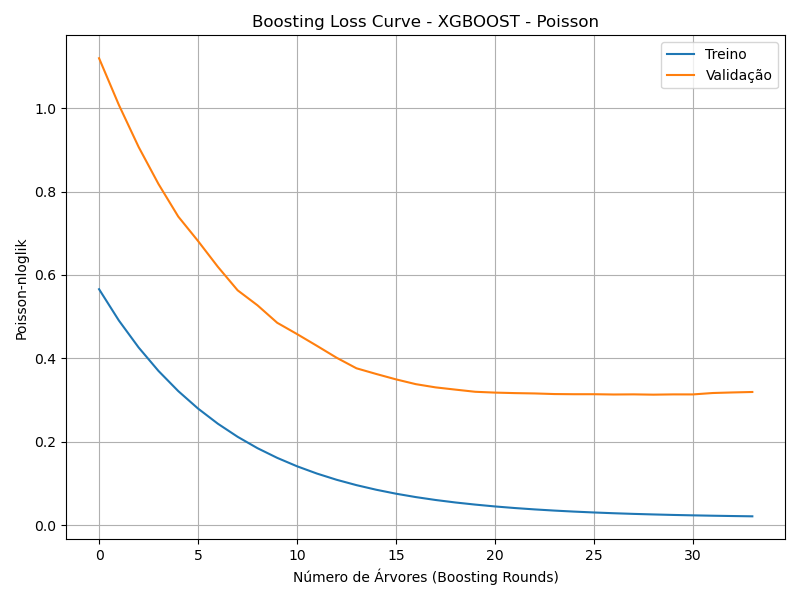 Boosting Loss Curve - XGBOOST - Poisson
Treino
Validação
Poisson-nloglik
1.0
0.8
0.6
0.4
0.2
0.0
0 5 10 15 20 25 30
Número de Árvores (Boosting Rounds)